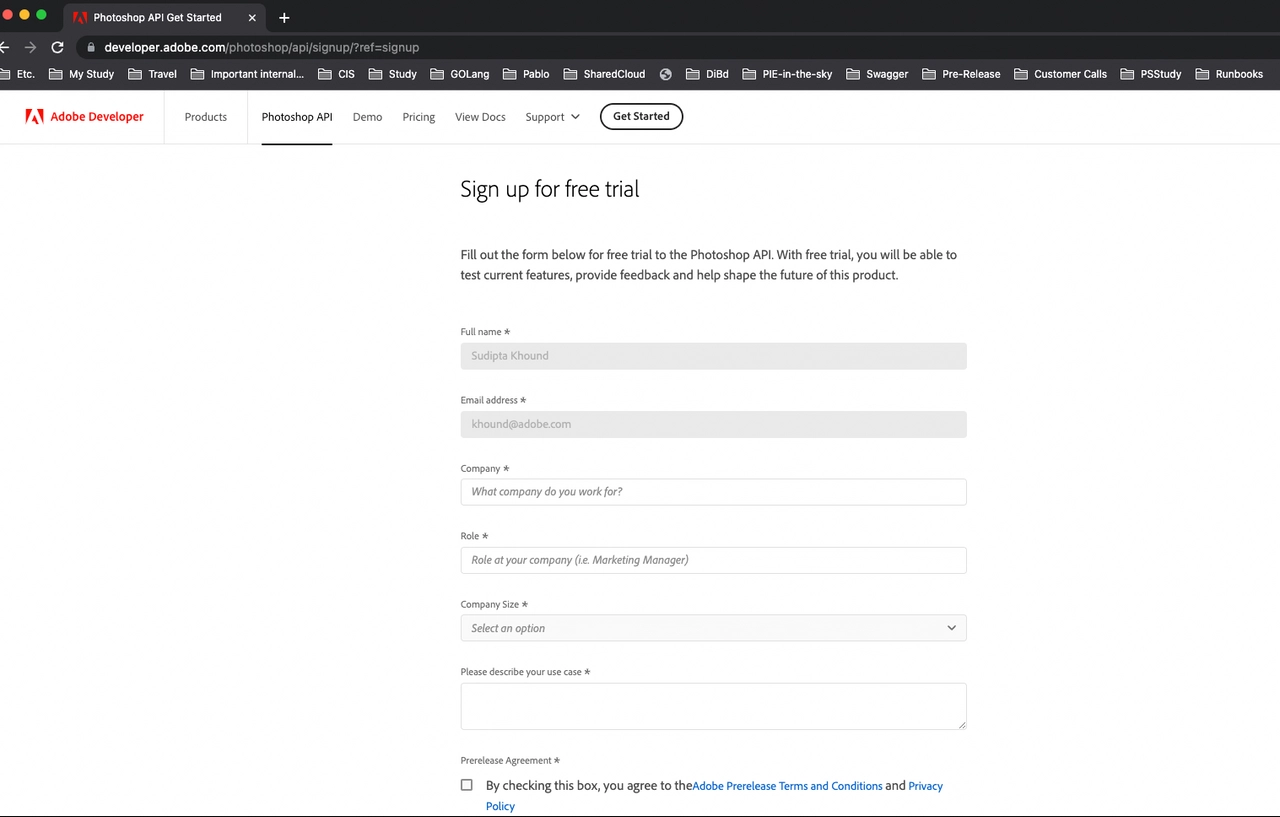 Photoshop API Get Started
developer.adobe.com/photoshop/api/signup/?ref=signup
Etc. My Study Travel Important internal... CIS Study GOLang Pablo SharedCloud DiBd PIE-in-the-sky Swagger Pre-Release Customer Calls PSStudy Runbooks
Adobe Developer Products Photoshop API Demo Pricing View Docs Support Get Started
Sign up for free trial
Fill out the form below for free trial to the Photoshop API. With free trial, you will be able to
test current features, provide feedback and help shape the future of this product.
Full name *
Sudipta Khound
Email address *
khound@adobe.com
Company *
What company do you work for?
Role *
Role at your company (i.e. Marketing Manager)
Company Size *
Select an option
Please describe your use case *
Prerelease Agreement *
By checking this box, you agree to theAdobe Prerelease Terms and Conditions and Privacy
Policy